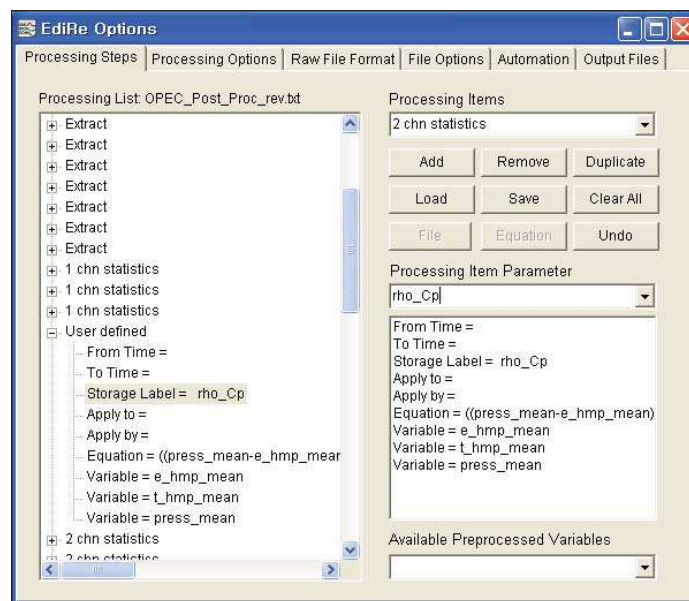 EdiRe Options
Processing Steps
Processing Options
Raw File Format
File Options
Automation
Output Files
Processing List: OPEC_Post_Proc_rev.txt
Extract
Extract
Extract
Extract
Extract
Extract
Extract
1 chn statistics
1 chn statistics
1 chn statistics
User defined
From Time =
To Time =
Storage Label = rho_Cp
Apply to =
Apply by =
Equation = ((press_mean-e_hmp_mear
Variable = e_hmp_mean
Variable = t_hmp_mean
Variable = press_mean
2 chn statistics
2 chn statistics
Processing Items
2 chn statistics
Add
Remove
Duplicate
Load
Save
Clear All
File
Equation
Undo
Processing Item Parameter
rho_Cp
From Time =
To Time =
Storage Label = rho_Cp
Apply to =
Apply by =
Equation = ((press_mean-e_hmp_mean)
Variable = e_hmp_mean
Variable = t_hmp_mean
Variable = press_mean
Available Preprocessed Variables